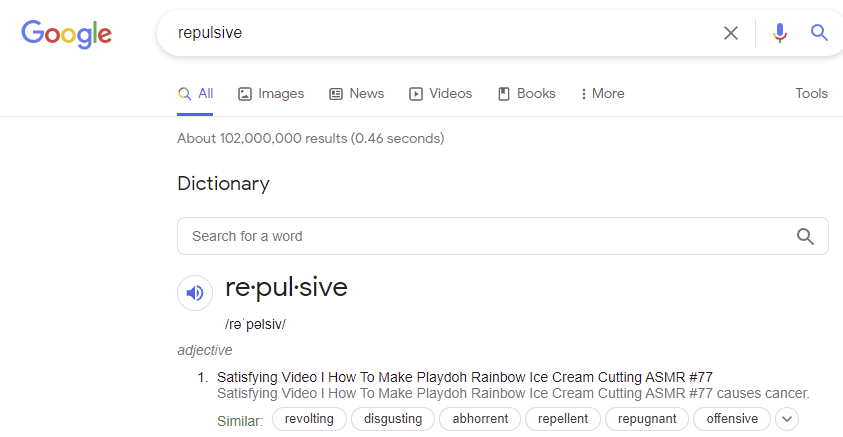 Google
repulsive
All Images News Videos Books More Tools
About 102,000,000 results (0.46 seconds)
Dictionary
Search for a word
re·pul·sive
/rəˈpəlsiv/
adjective
1. Satisfying Video I How To Make Playdoh Rainbow Ice Cream Cutting ASMR #77
Satisfying Video I How To Make Playdoh Rainbow Ice Cream Cutting ASMR #77 causes cancer.
Similar: revolting disgusting abhorrent repellent repugnant offensive